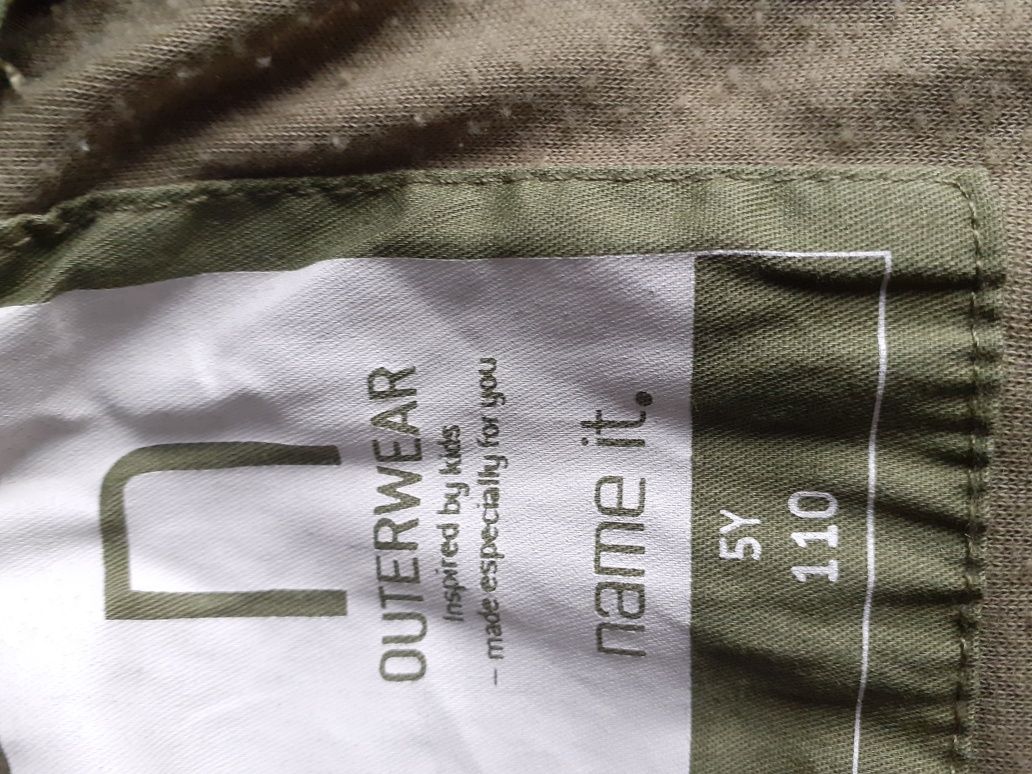 n
OUTERWEAR
Inspired by kids
– made especially for you
name it.
5Y
110